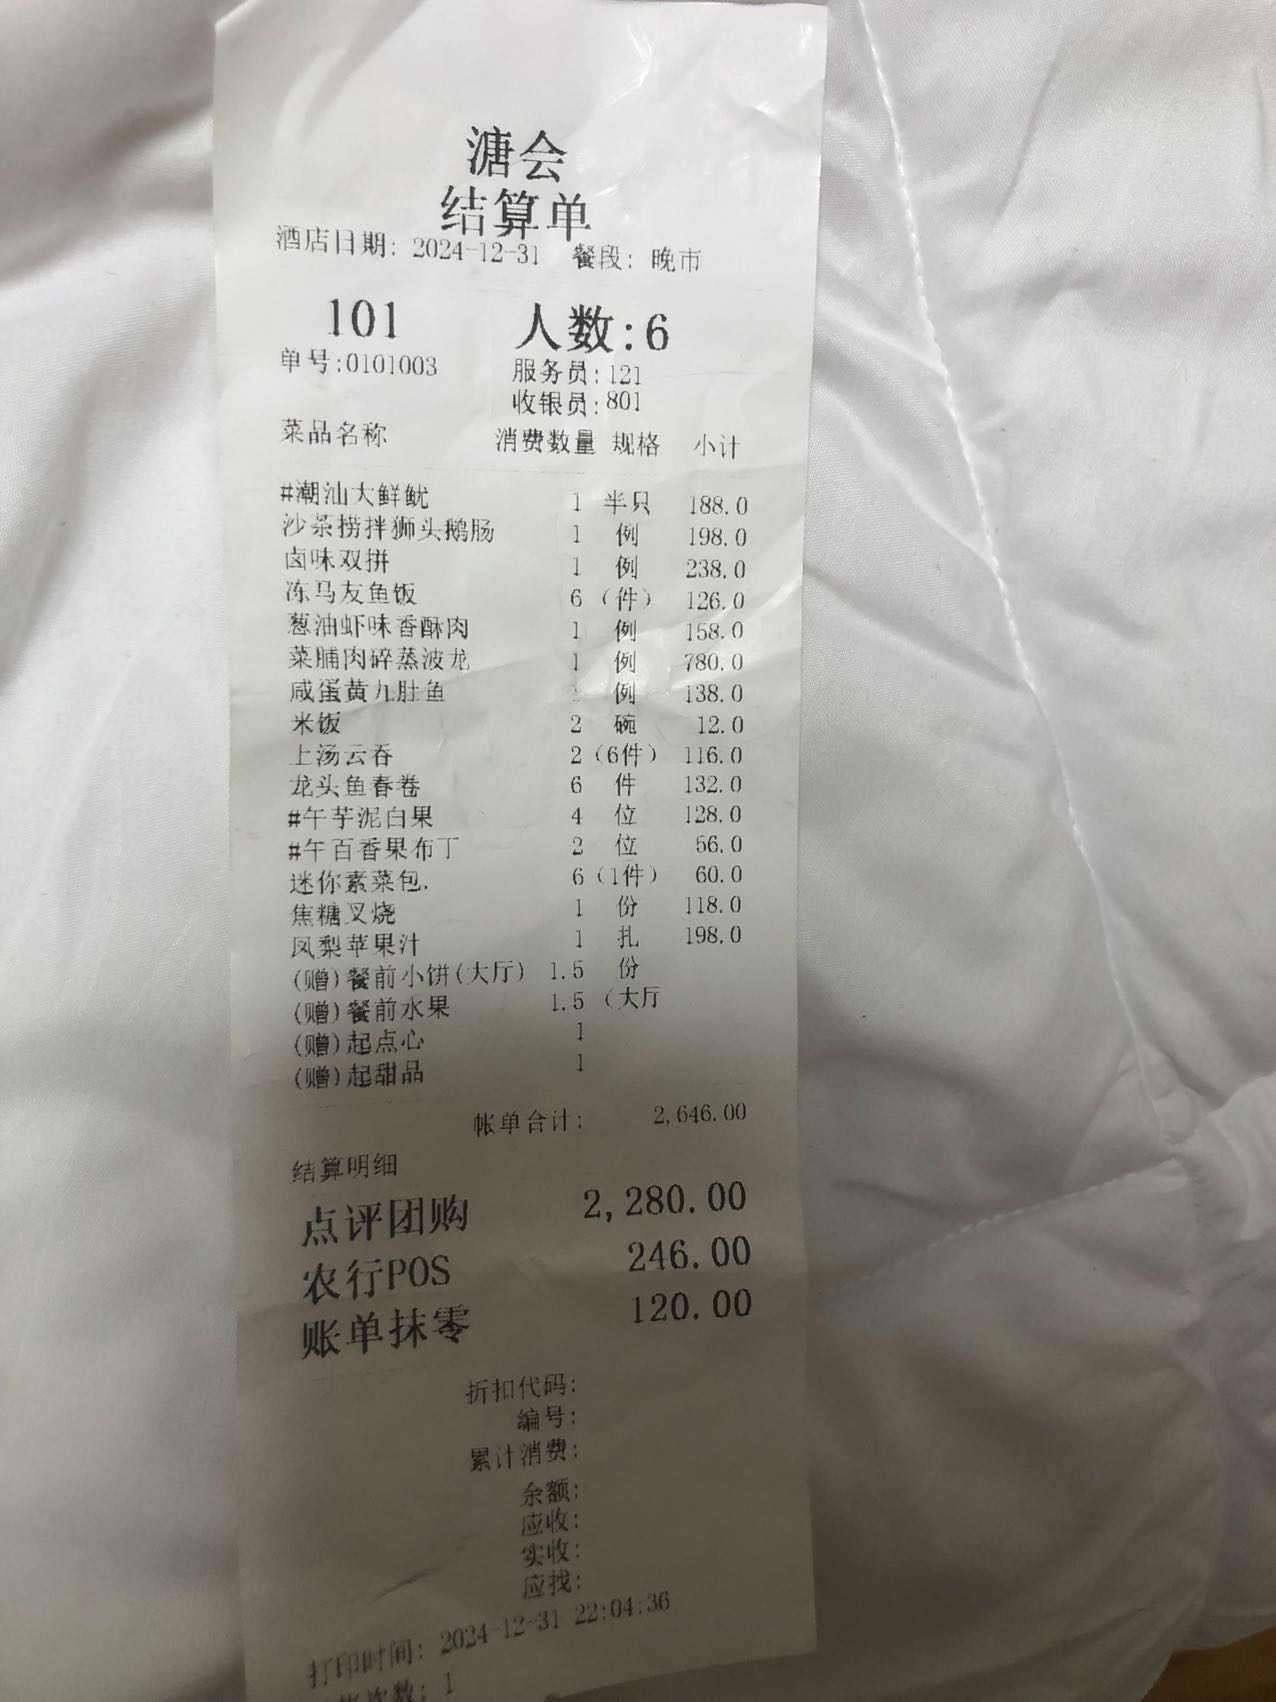 溏会
结算单
酒店日期: 2024-12-31 餐段: 晚市
101 人数:6
单号:0101003 服务员:121
收银员:801
菜品名称 消费数量 规格 小计
#潮汕大鲜鱿 1 半只 188.0
沙茶捞拌狮头鹅肠 1 例 198.0
卤味双拼 1 例 238.0
冻马友鱼饭 6 (件) 126.0
葱油虾味香酥肉 1 例 158.0
菜脯肉碎蒸波龙 1 例 780.0
咸蛋黄九肚鱼 例 138.0
米饭 2 碗 12.0
上汤云吞 2 (6件) 116.0
龙头鱼春卷 6 件 132.0
#午芋泥白果 4 位 128.0
#午百香果布丁 2 位 56.0
迷你素菜包. 6 (1件) 60.0
焦糖叉烧 1 份 118.0
凤梨苹果汁 1 扎 198.0
(赠)餐前小饼(大厅) 1.5 份
(赠)餐前水果 1.5 (大厅
(赠)起点心 1
(赠)起甜品 1
帐单合计: 2,646.00
结算明细
点评团购 2,280.00
农行POS 246.00
账单抹零 120.00
折扣代码:
编号:
累计消费:
余额:
应收:
实收:
应找:
打印时间: 2024-12-31 22:04:36
次数: 1